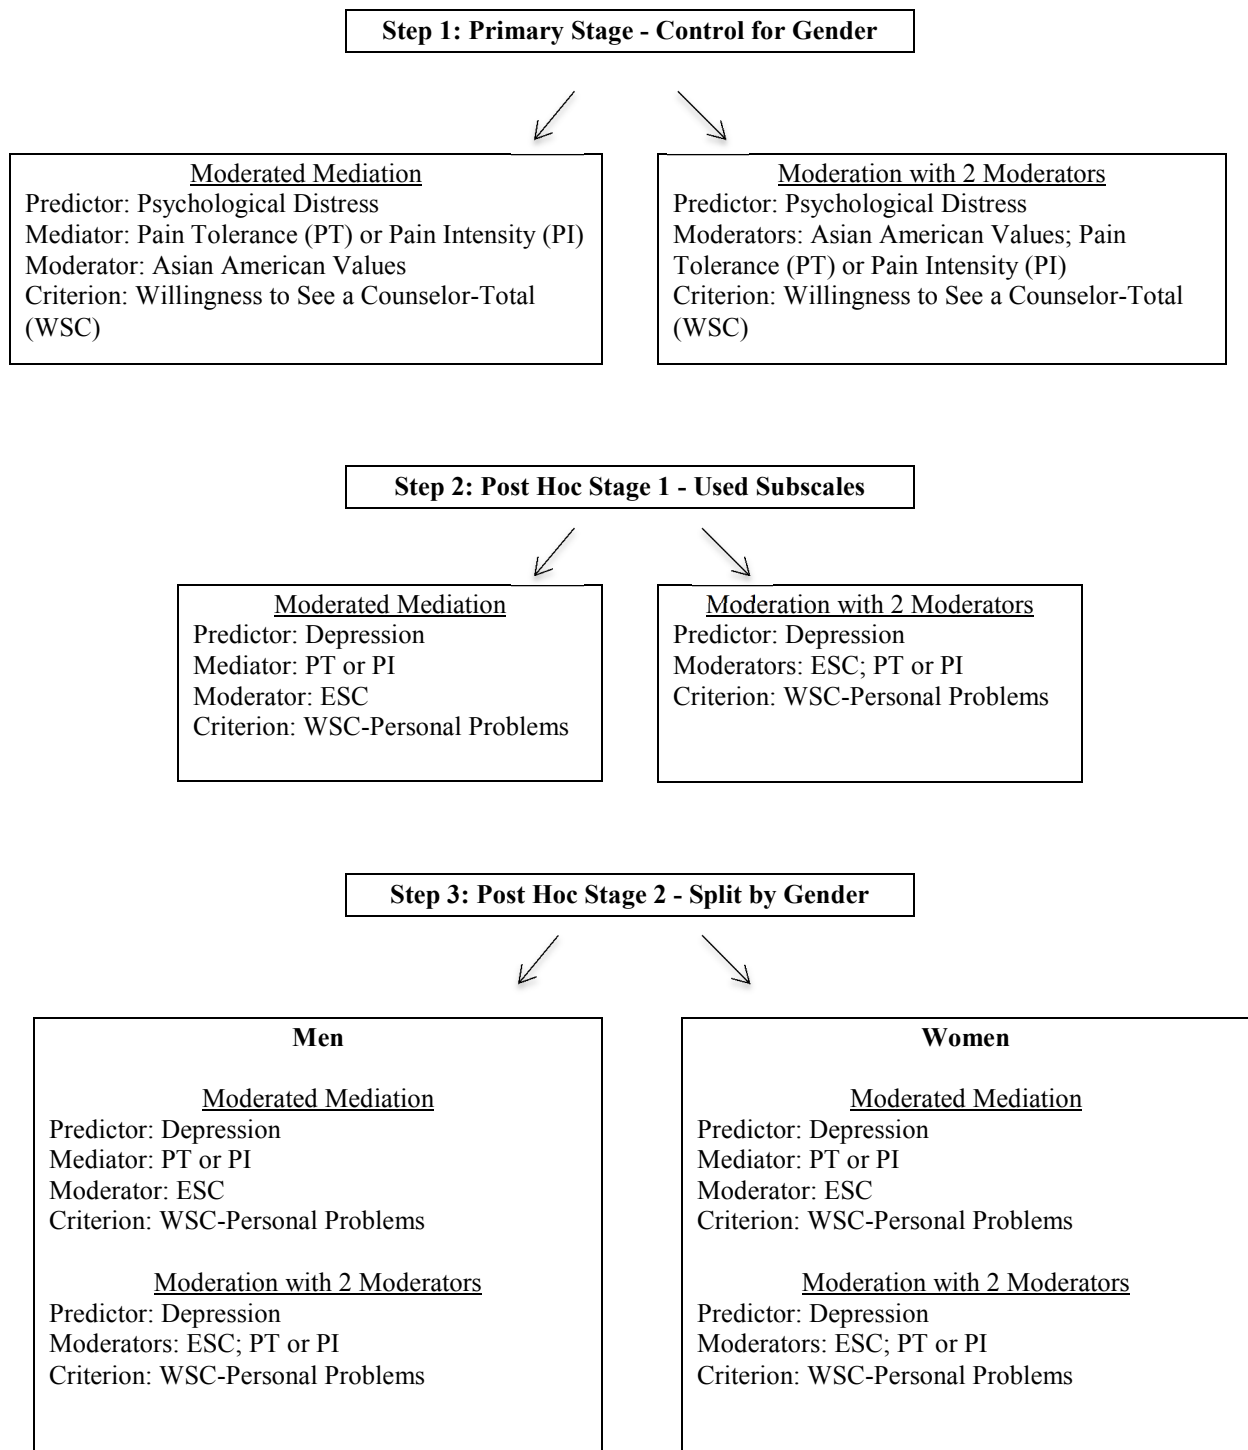 Step 1: Primary Stage - Control for Gender
Moderated Mediation
Predictor: Psychological Distress
Mediator: Pain Tolerance (PT) or Pain Intensity (PI)
Moderator: Asian American Values
Criterion: Willingness to See a Counselor-Total
(WSC)
Moderation with 2 Moderators
Predictor: Psychological Distress
Moderators: Asian American Values; Pain
Tolerance (PT) or Pain Intensity (PI)
Criterion: Willingness to See a Counselor-Total
(WSC)
Step 2: Post Hoc Stage 1 - Used Subscales
Moderated Mediation
Predictor: Depression
Mediator: PT or PI
Moderator: ESC
Criterion: WSC-Personal Problems
Moderation with 2 Moderators
Predictor: Depression
Moderators: ESC; PT or PI
Criterion: WSC-Personal Problems
Step 3: Post Hoc Stage 2 - Split by Gender
Men
Moderated Mediation
Predictor: Depression
Mediator: PT or PI
Moderator: ESC
Criterion: WSC-Personal Problems
Moderation with 2 Moderators
Predictor: Depression
Moderators: ESC; PT or PI
Criterion: WSC-Personal Problems
Women
Moderated Mediation
Predictor: Depression
Mediator: PT or PI
Moderator: ESC
Criterion: WSC-Personal Problems
Moderation with 2 Moderators
Predictor: Depression
Moderators: ESC; PT or PI
Criterion: WSC-Personal Problems